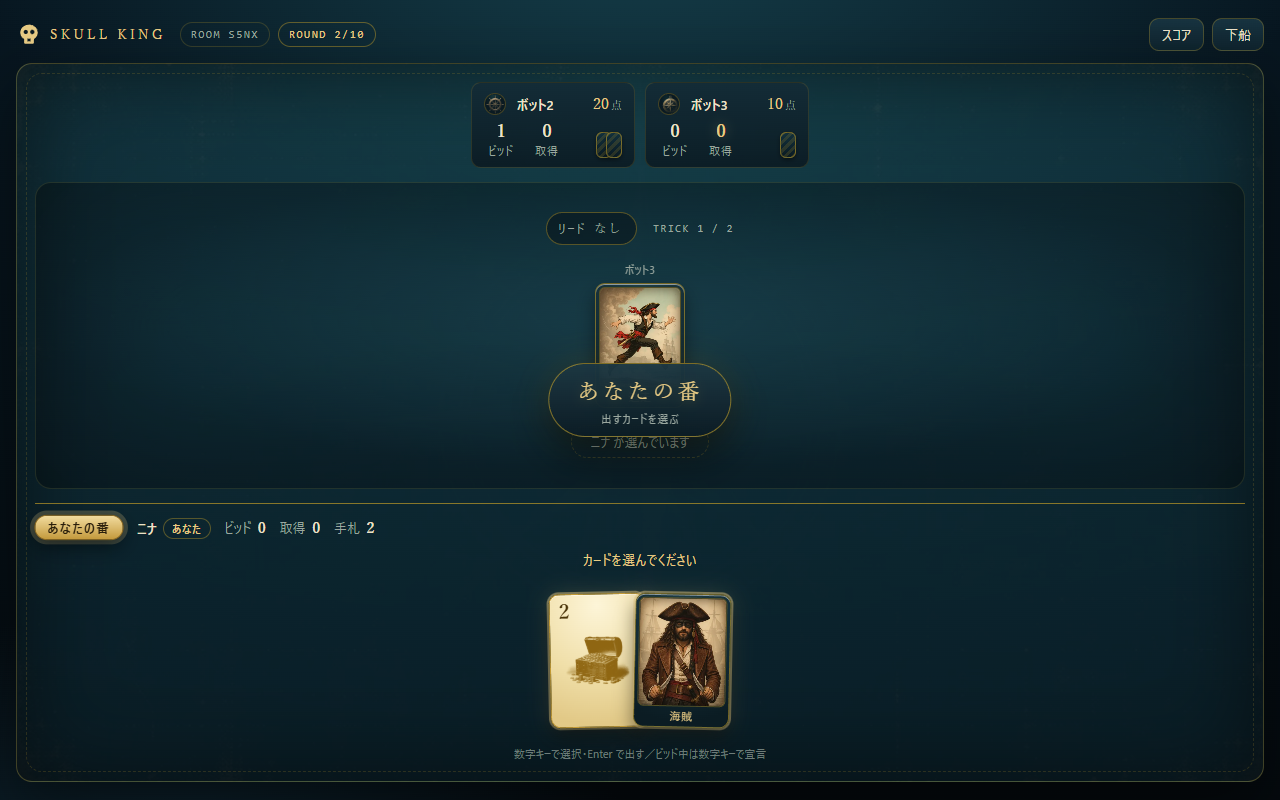 SKULL KING
ROOM S5NX
ROUND 2/10
スコア
下船
ボット2
20点
1
0
ビッド
取得
ボット3
10点
0
0
ビッド
取得
リード なし
TRICK 1 / 2
ボット3
あなたの番
出すカードを選ぶ
ニナ が選んでいます
あなたの番
ニナ
あなた
ビッド 0
取得 0
手札 2
カードを選んでください
2
海賊
数字キーで選択・Enter で出す／ビッド中は数字キーで宣言